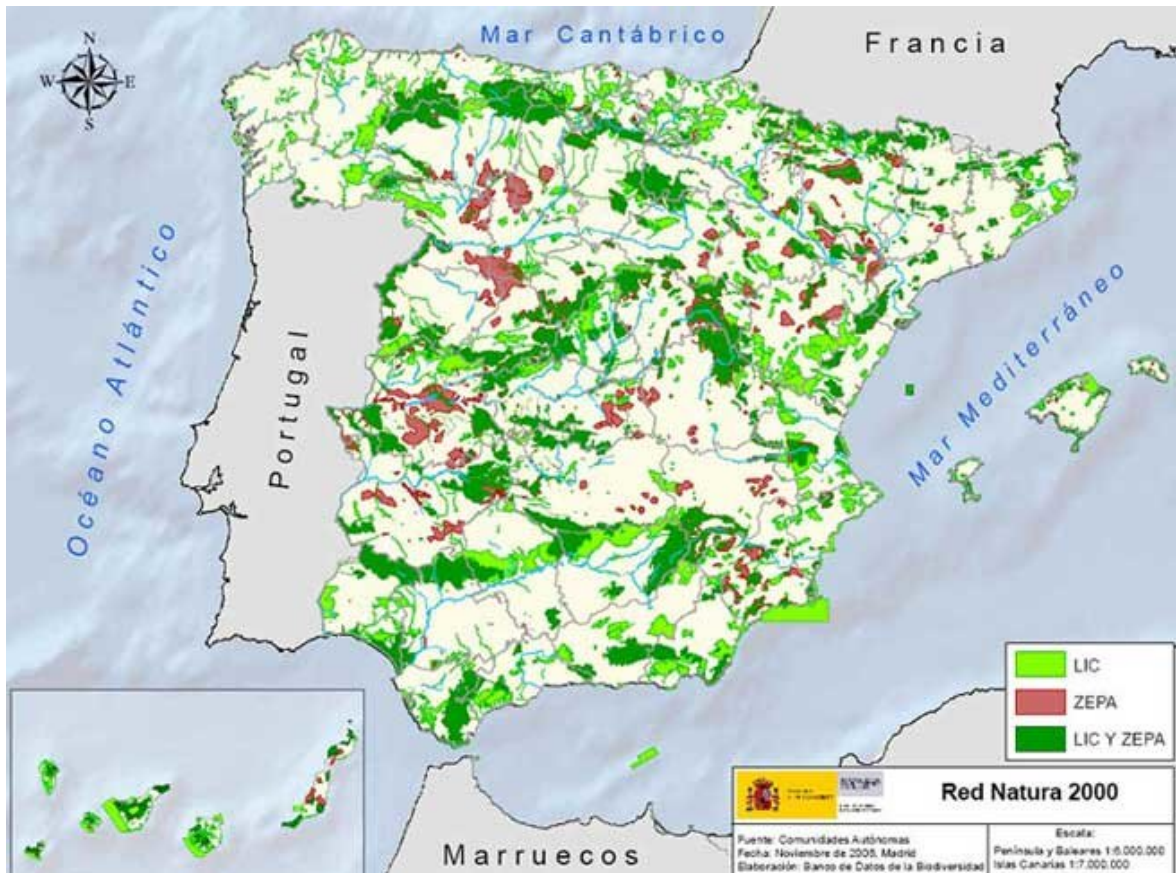 Mar Cantábrico
Francia
N
W E
S
Océano Atlántico
Portugal
Mar Mediterráneo
LIC
ZEPA
LIC Y ZEPA
Red Natura 2000
Fuente: Comunidades Autónomas
Fecha: Noviembre de 2008, Madrid
Elaboración: Banco de Datos de la Biodiversidad
Escala:
Península y Baleares 1:6.000.000
Islas Canarias 1:7.000.000
Marruecos